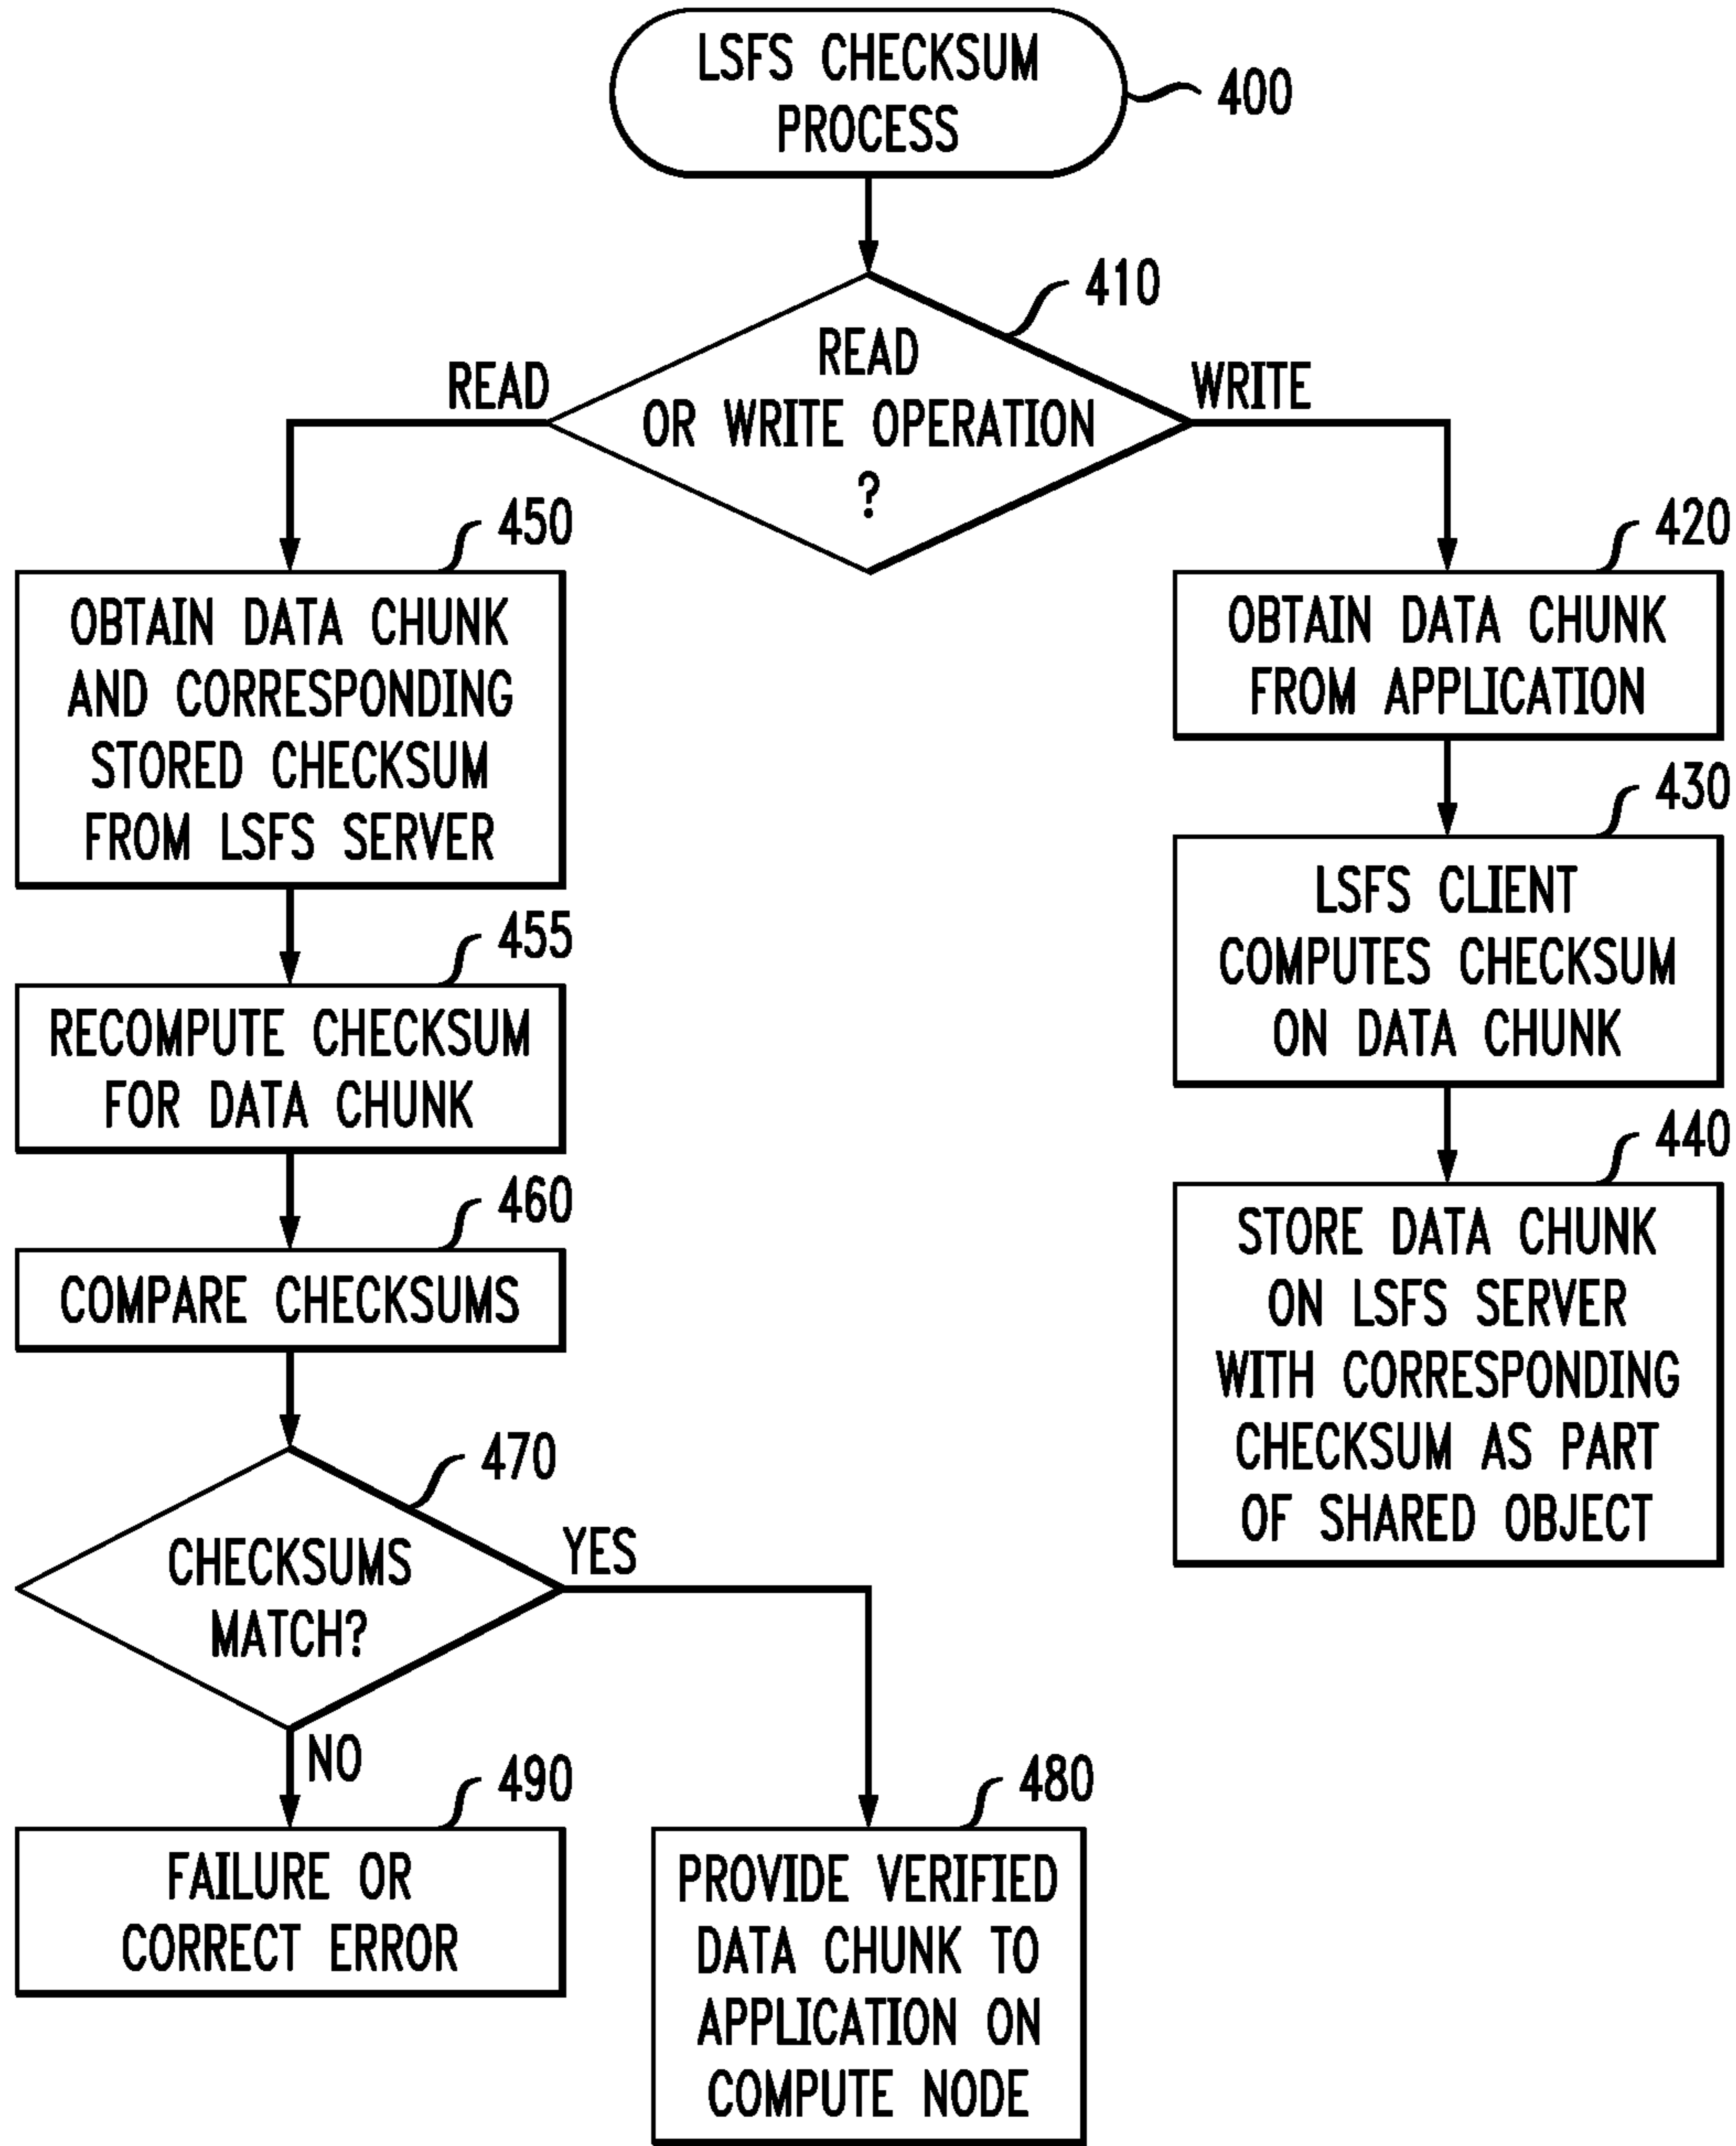 LSFS CHECKSUM
PROCESS
400
410
READ
OR WRITE OPERATION
?
READ
WRITE
450
OBTAIN DATA CHUNK
AND CORRESPONDING
STORED CHECKSUM
FROM LSFS SERVER
455
RECOMPUTE CHECKSUM
FOR DATA CHUNK
460
COMPARE CHECKSUMS
470
CHECKSUMS
MATCH?
YES
NO
490
FAILURE OR
CORRECT ERROR
480
PROVIDE VERIFIED
DATA CHUNK TO
APPLICATION ON
COMPUTE NODE
420
OBTAIN DATA CHUNK
FROM APPLICATION
430
LSFS CLIENT
COMPUTES CHECKSUM
ON DATA CHUNK
440
STORE DATA CHUNK
ON LSFS SERVER
WITH CORRESPONDING
CHECKSUM AS PART
OF SHARED OBJECT